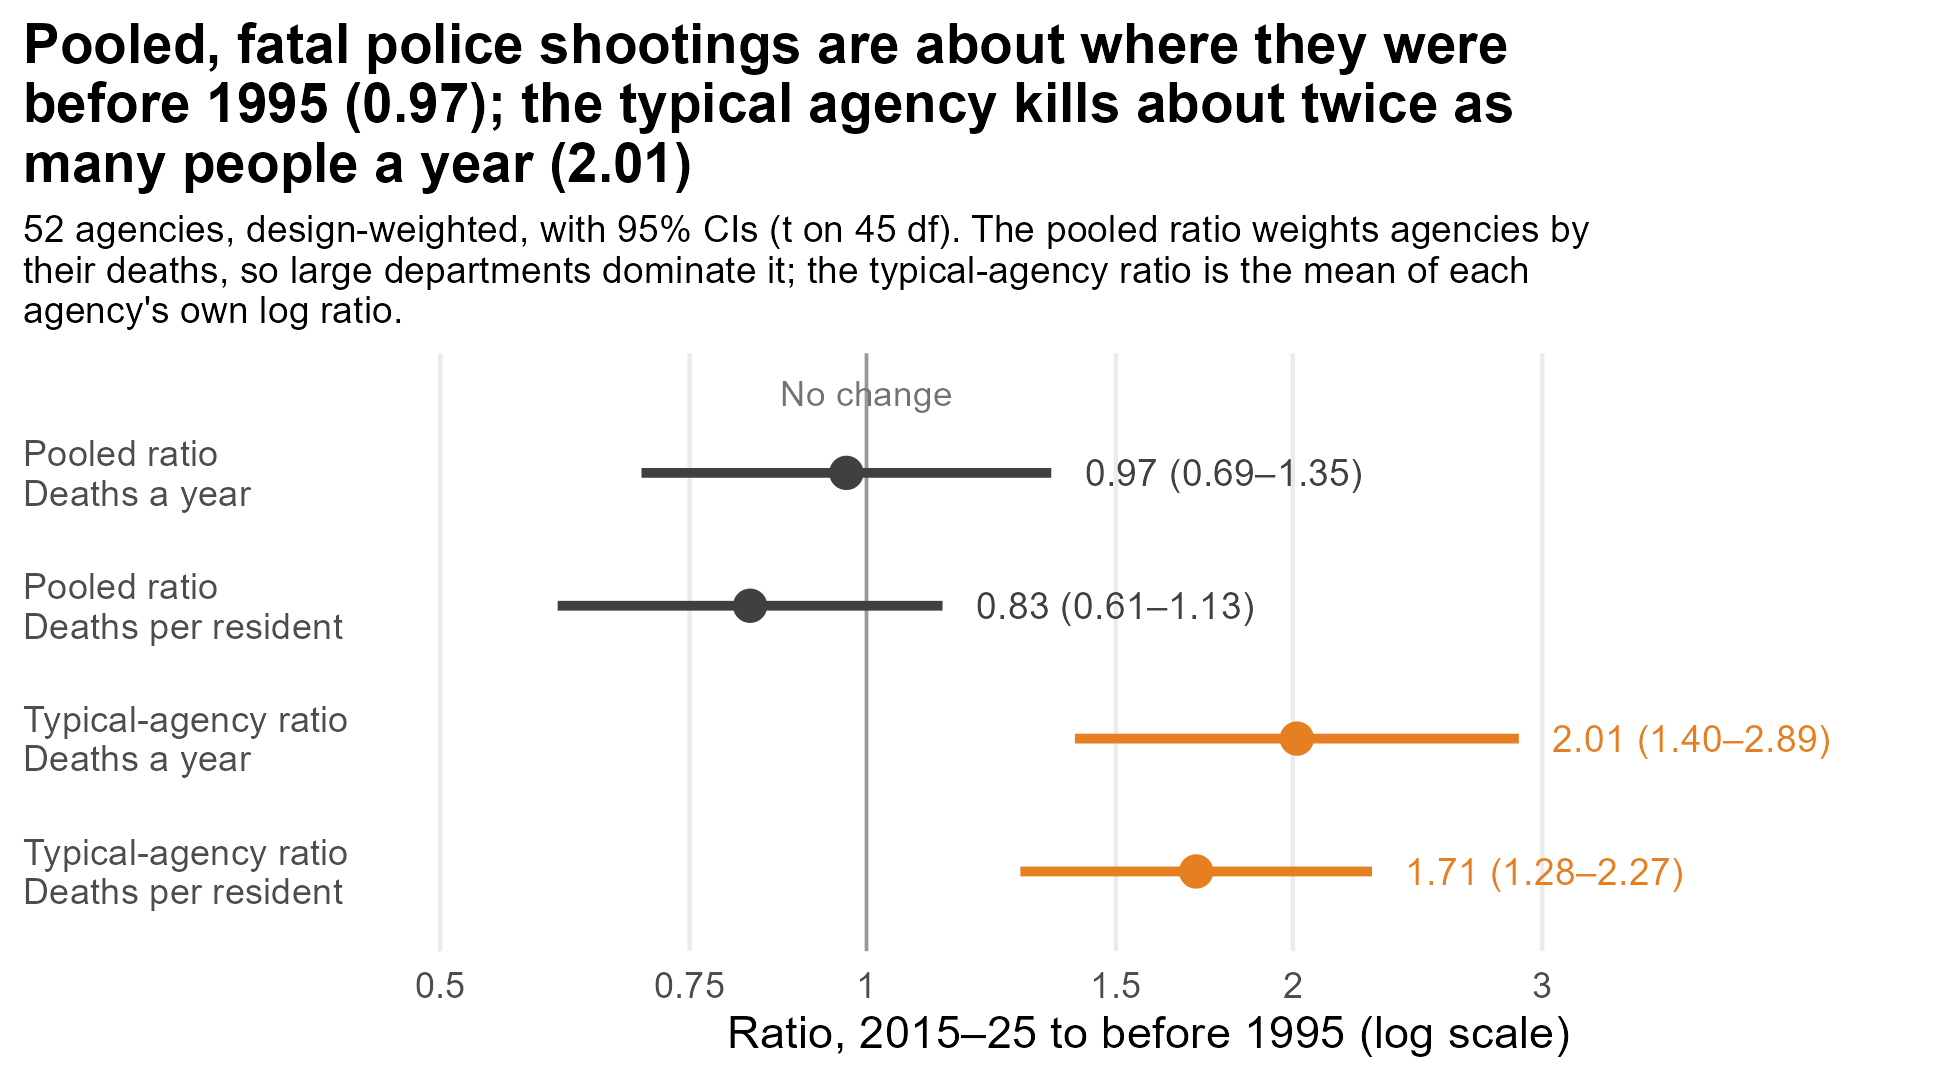 Pooled, fatal police shootings are about where they were
before 1995 (0.97); the typical agency kills about twice as
many people a year (2.01)
52 agencies, design-weighted, with 95% CIs (t on 45 df). The pooled ratio weights agencies by
their deaths, so large departments dominate it; the typical-agency ratio is the mean of each
agency's own log ratio.
No change
Pooled ratio
Deaths a year
0.97 (0.69–1.35)
Pooled ratio
Deaths per resident
0.83 (0.61–1.13)
Typical-agency ratio
Deaths a year
2.01 (1.40–2.89)
Typical-agency ratio
Deaths per resident
1.71 (1.28–2.27)
0.5 0.75 1 1.5 2 3
Ratio, 2015–25 to before 1995 (log scale)